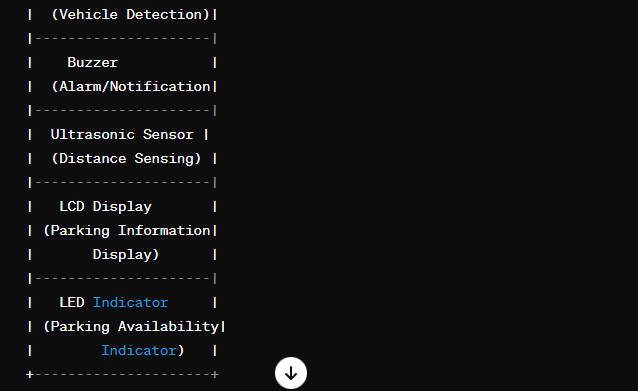 |  (Vehicle Detection)|
|---------------------|
|    Buzzer           |
|  (Alarm/Notification|
|---------------------|
|  Ultrasonic Sensor |
|  (Distance Sensing) |
|---------------------|
|   LCD Display       |
| (Parking Information|
|       Display)      |
|---------------------|
|   LED Indicator     |
| (Parking Availability|
|        Indicator)   |
+---------------------+